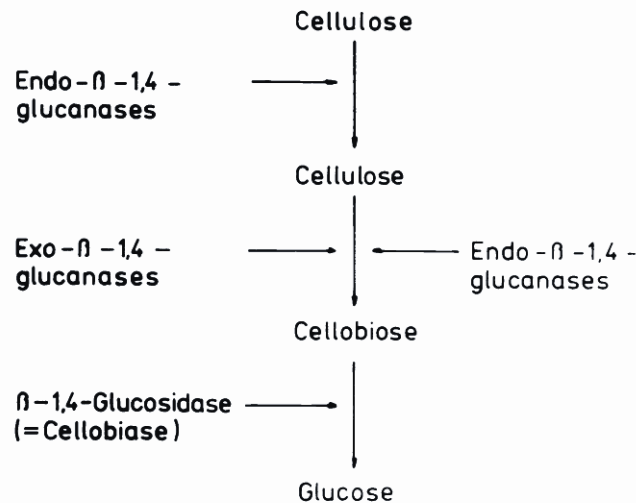 Cellulose
Endo-ß-1,4-
glucanases
Cellulose
Exo-ß-1,4-
glucanases
Endo-ß-1,4-
glucanases
Cellobiose
ß-1,4-Glucosidase
(=Cellobiase)
Glucose